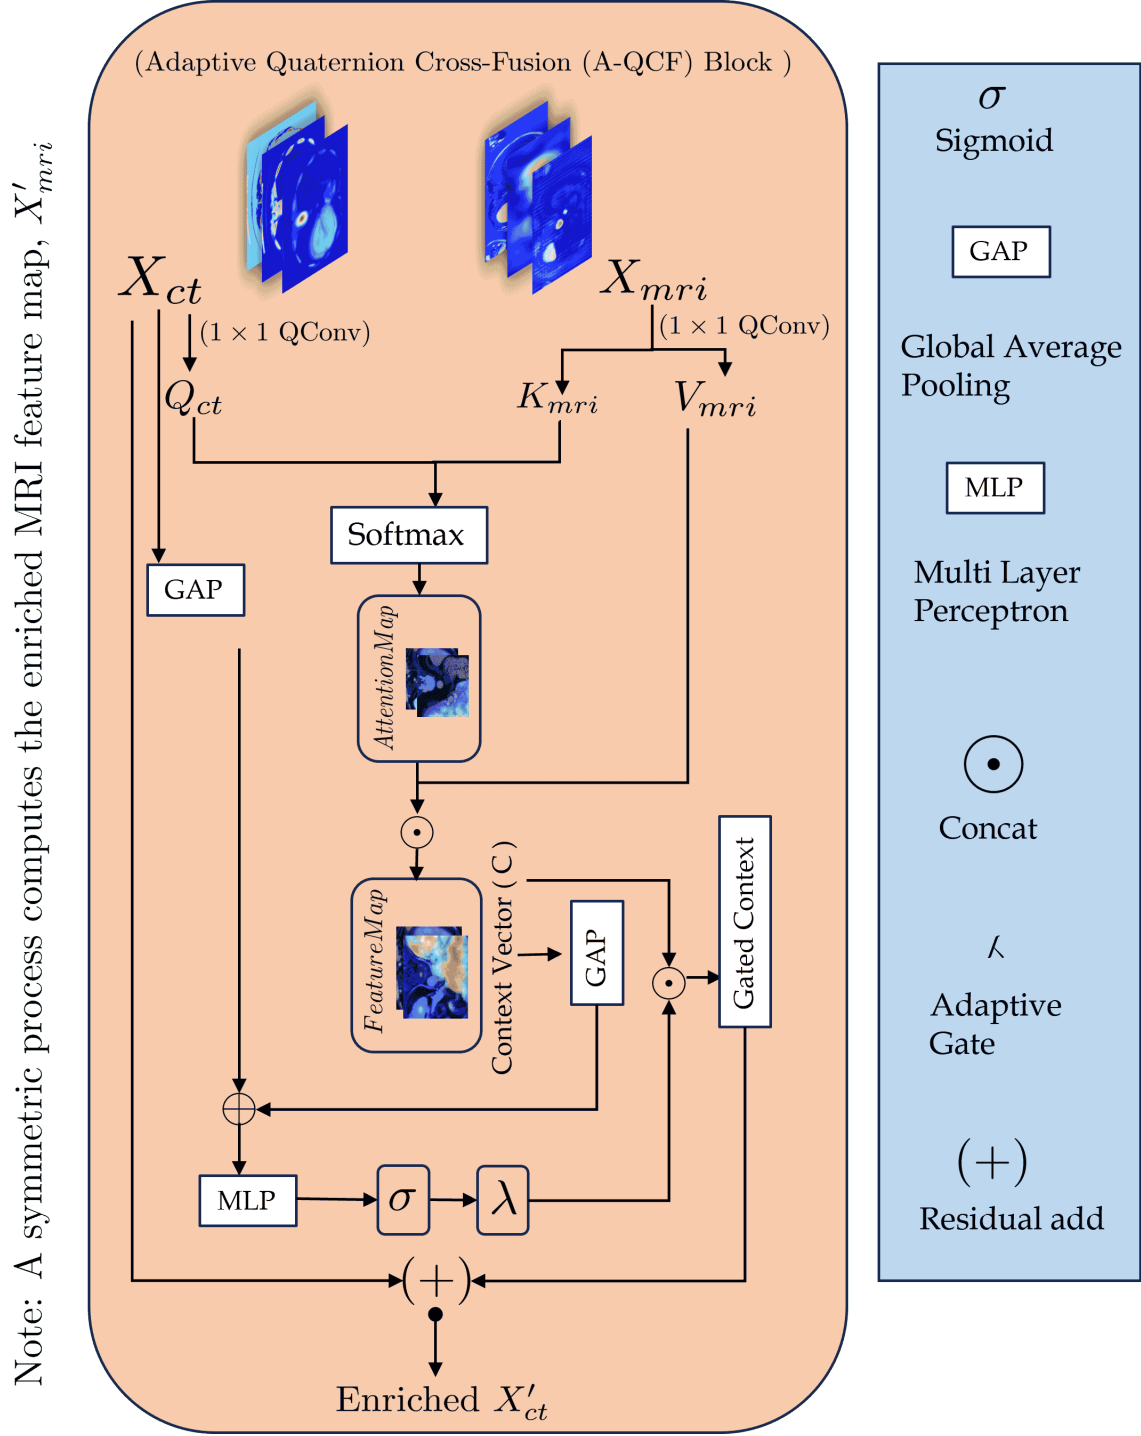 (Adaptive Quaternion Cross-Fusion (A-QCF) Block )
X_ct
X_mri
(1 × 1 QConv)
(1 × 1 QConv)
Q_ct
K_mri
V_mri
Softmax
GAP
AttentionMap
⊙
FeatureMap
Context Vector ( C )
GAP
⊙
Gated Context
⊕
MLP
σ
λ
(+)
Enriched X′_ct
Note: A symmetric process computes the enriched MRI feature map, X′_mri
σ
Sigmoid
GAP
Global Average
Pooling
MLP
Multi Layer
Perceptron
⊙
Concat
⁁
Adaptive
Gate
(+)
Residual add